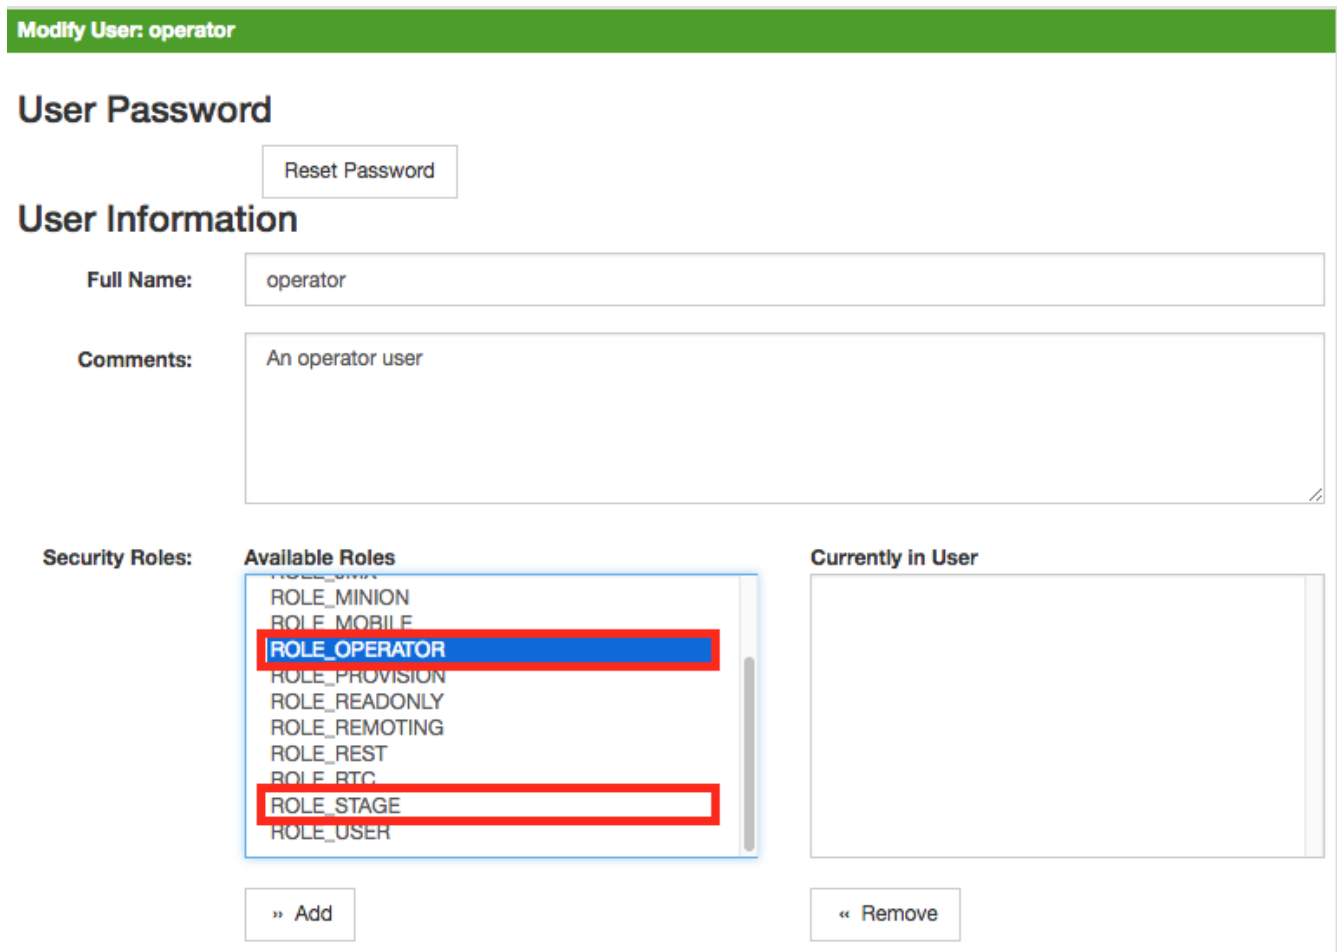 Modify User: operator
User Password
Reset Password
User Information
Full Name: operator
Comments: An operator user
Security Roles: Available Roles Currently in User
ROLE_JMX
ROLE_MINION
ROLE_MOBILE
ROLE_OPERATOR
ROLE_PROVISION
ROLE_READONLY
ROLE_REMOTING
ROLE_REST
ROLE_RTC
ROLE_STAGE
ROLE_USER
» Add « Remove